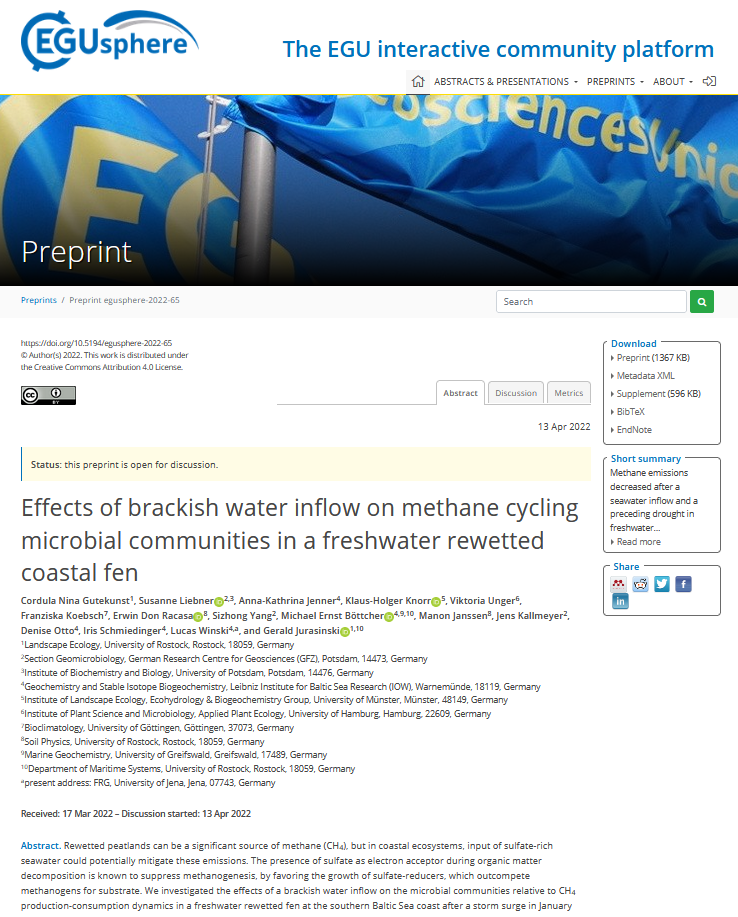 EGUsphere
The EGU interactive community platform
ABSTRACTS & PRESENTATIONS PREPRINTS ABOUT
EG
osciencesUnio
Preprint
Preprints / Preprint egusphere-2022-65
Search
https://doi.org/10.5194/egusphere-2022-65
© Author(s) 2022. This work is distributed under
the Creative Commons Attribution 4.0 License.
cc BY
Abstract Discussion Metrics
13 Apr 2022
Status: this preprint is open for discussion.
Effects of brackish water inflow on methane cycling
microbial communities in a freshwater rewetted
coastal fen
Cordula Nina Gutekunst1, Susanne Liebner2,3, Anna-Kathrina Jenner4, Klaus-Holger Knorr5, Viktoria Unger6,
Franziska Koebsch7, Erwin Don Racasa8, Sizhong Yang2, Michael Ernst Böttcher4,9,10, Manon Janssen8, Jens Kallmeyer2,
Denise Otto4, Iris Schmiedinger4, Lucas Winski4,a, and Gerald Jurasinski1,10
1Landscape Ecology, University of Rostock, Rostock, 18059, Germany
2Section Geomicrobiology, German Research Centre for Geosciences (GFZ), Potsdam, 14473, Germany
3Institute of Biochemistry and Biology, University of Potsdam, Potsdam, 14476, Germany
4Geochemistry and Stable Isotope Biogeochemistry, Leibniz Institute for Baltic Sea Research (IOW), Warnemünde, 18119, Germany
5Institute of Landscape Ecology, Ecohydrology & Biogeochemistry Group, University of Münster, Münster, 48149, Germany
6Institute of Plant Science and Microbiology, Applied Plant Ecology, University of Hamburg, Hamburg, 22609, Germany
7Bioclimatology, University of Göttingen, Göttingen, 37073, Germany
8Soil Physics, University of Rostock, Rostock, 18059, Germany
9Marine Geochemistry, University of Greifswald, Greifswald, 17489, Germany
10Department of Maritime Systems, University of Rostock, Rostock, 18059, Germany
apresent address: FRG, University of Jena, Jena, 07743, Germany
Received: 17 Mar 2022 – Discussion started: 13 Apr 2022
Abstract. Rewetted peatlands can be a significant source of methane (CH4), but in coastal ecosystems, input of sulfate-rich
seawater could potentially mitigate these emissions. The presence of sulfate as electron acceptor during organic matter
decomposition is known to suppress methanogenesis, by favoring the growth of sulfate-reducers, which outcompete
methanogens for substrate. We investigated the effects of a brackish water inflow on the microbial communities relative to CH4
production-consumption dynamics in a freshwater rewetted fen at the southern Baltic Sea coast after a storm surge in January
Download
Preprint (1367 KB)
Metadata XML
Supplement (596 KB)
BibTeX
EndNote
Short summary
Methane emissions
decreased after a
seawater inflow and a
preceding drought in
freshwater...
Read more
Share